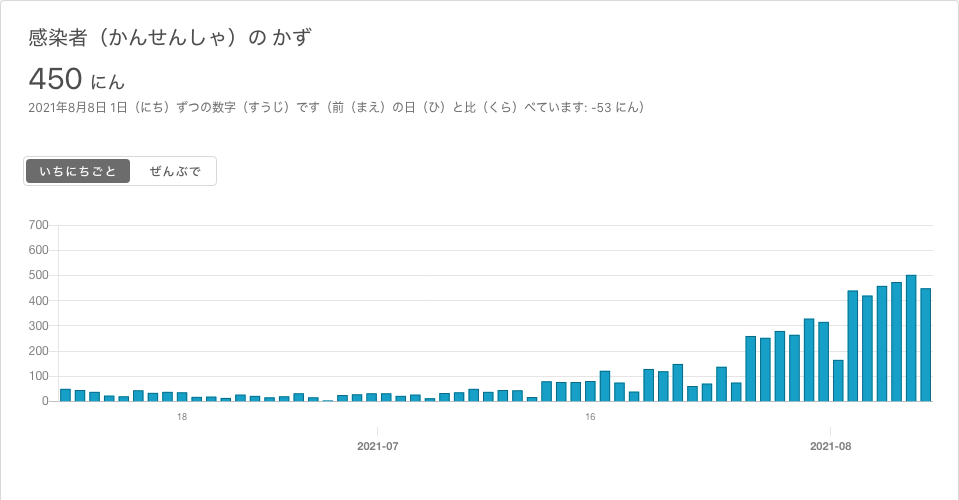 感染者（かんせんしゃ）の かず
450 にん
2021年8月8日 1日（にち）ずつの数字（すうじ）です（前（まえ）の日（ひ）と比（くら）べています: -53 にん）
いちにちごと ぜんぶで
700
600
500
400
300
200
100
0
18 16
2021-07 2021-08